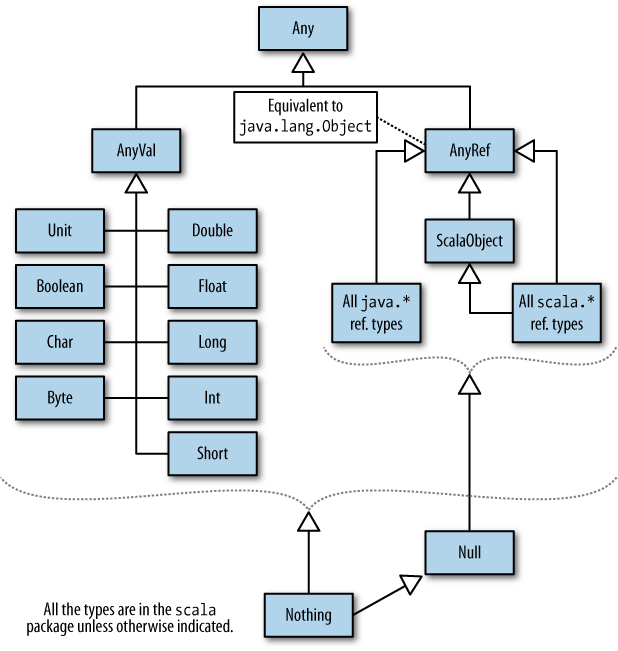 Any
Equivalent to
java.lang.Object
AnyVal
AnyRef
Unit
Double
ScalaObject
Boolean
Float
All java.*
ref. types
All scala.*
ref. types
Char
Long
Byte
Int
Short
Null
Nothing
All the types are in the scala
package unless otherwise indicated.